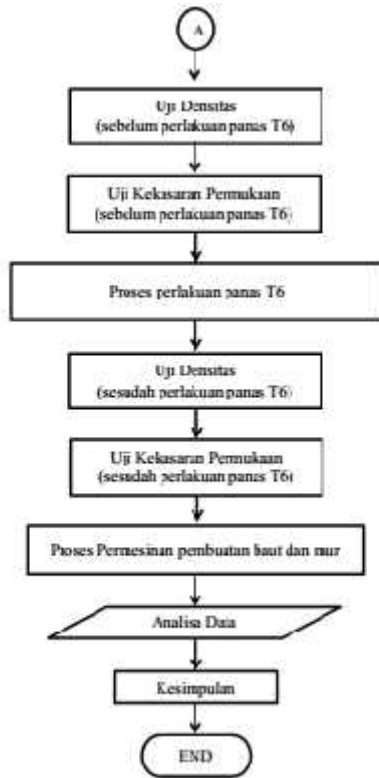 A
Uji Densitas
(sebelum perlakuan panas T6)
Uji Kekasaran Permukaan
(sebelum perlakuan panas T6)
Proses perlakuan panas T6
Uji Densitas
(sesudah perlakuan panas T6)
Uji Kekasaran Permukaan
(sesudah perlakuan panas T6)
Proses Permesinan pembuatan baut dan mur
Analisa Data
Kesimpulan
END